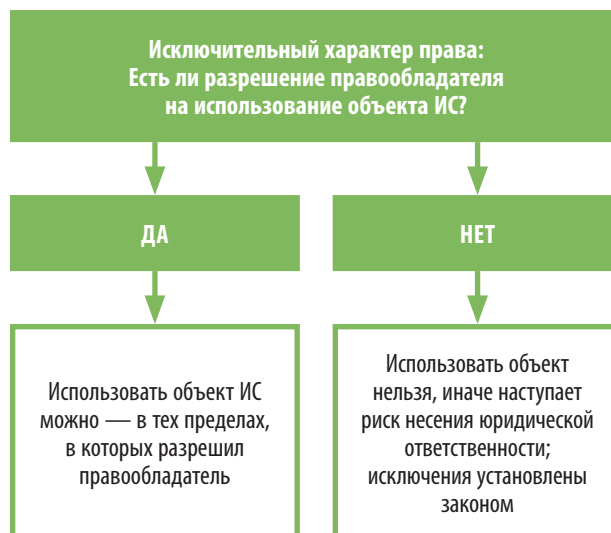 Исключительный характер права:
Есть ли разрешение правообладателя
на использование объекта ИС?
ДА
НЕТ
Использовать объект ИС
можно — в тех пределах,
в которых разрешил
правообладатель
Использовать объект
нельзя, иначе наступает
риск несения юридической
ответственности;
исключения установлены
законом